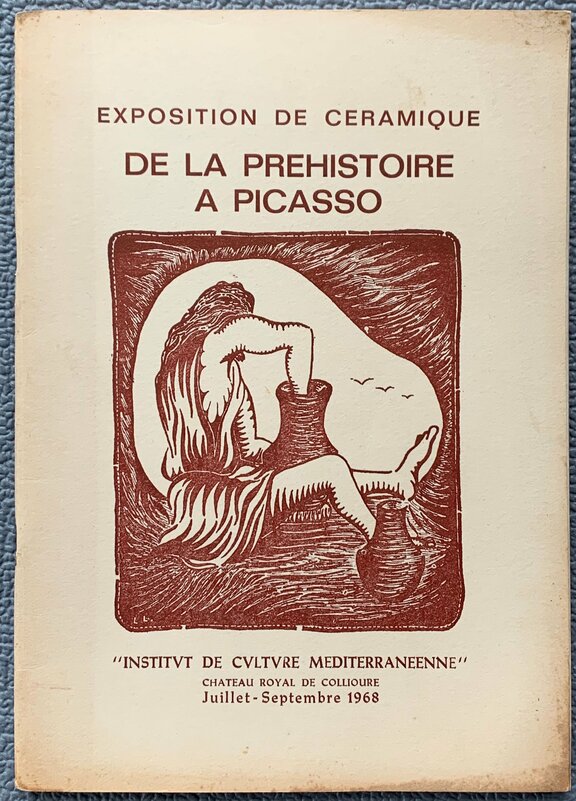 EXPOSITION DE CERAMIQUE
DE LA PREHISTOIRE
A PICASSO
L. L.
"INSTITVT DE CVLTVRE MEDITERRANEENNE"
CHATEAU ROYAL DE COLLIOURE
Juillet-Septembre 1968